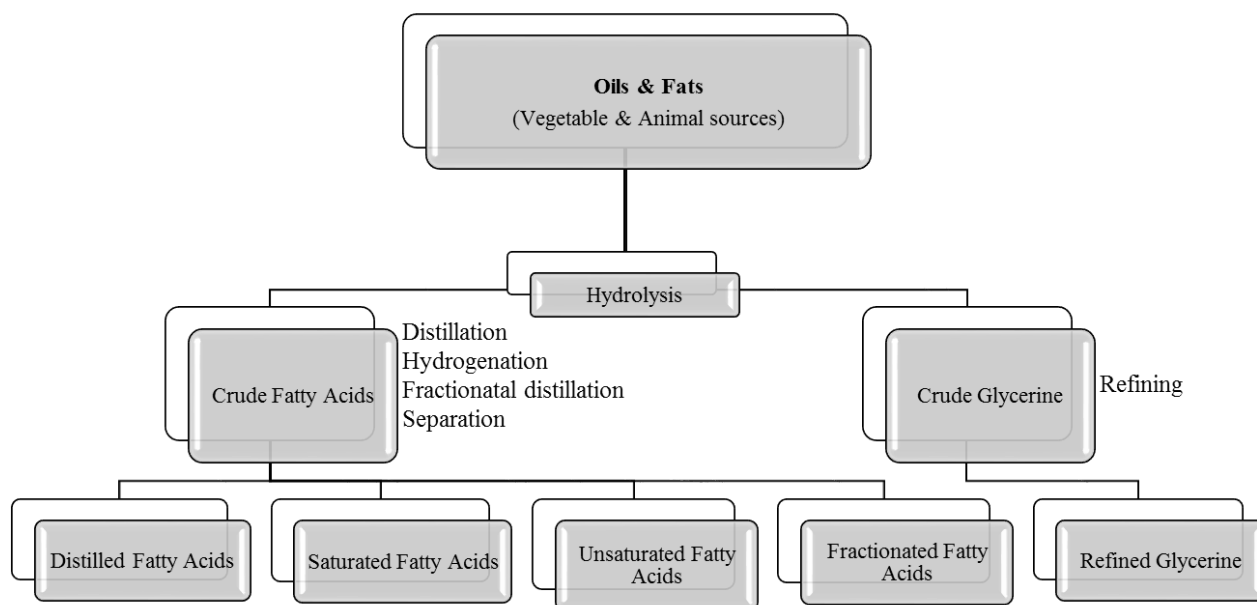 Oils & Fats
(Vegetable & Animal sources)
Hydrolysis
Crude Fatty Acids
Distillation
Hydrogenation
Fractionatal distillation
Separation
Crude Glycerine
Refining
Distilled Fatty Acids
Saturated Fatty Acids
Unsaturated Fatty
Acids
Fractionated Fatty
Acids
Refined Glycerine